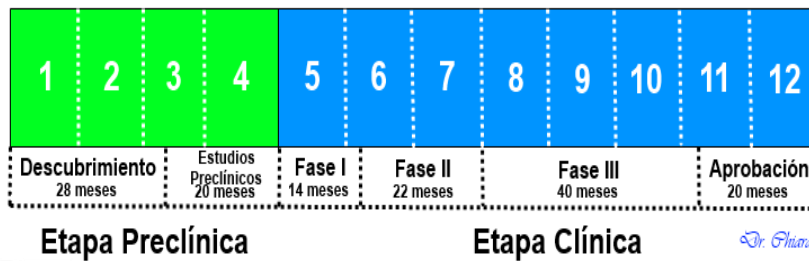 1 2 3 4 5 6 7 8 9 10 11 12
Descubrimiento
28 meses
Estudios
Preclínicos
20 meses
Fase I
14 meses
Fase II
22 meses
Fase III
40 meses
Aprobación
20 meses
Etapa Preclínica
Etapa Clínica
Dr.